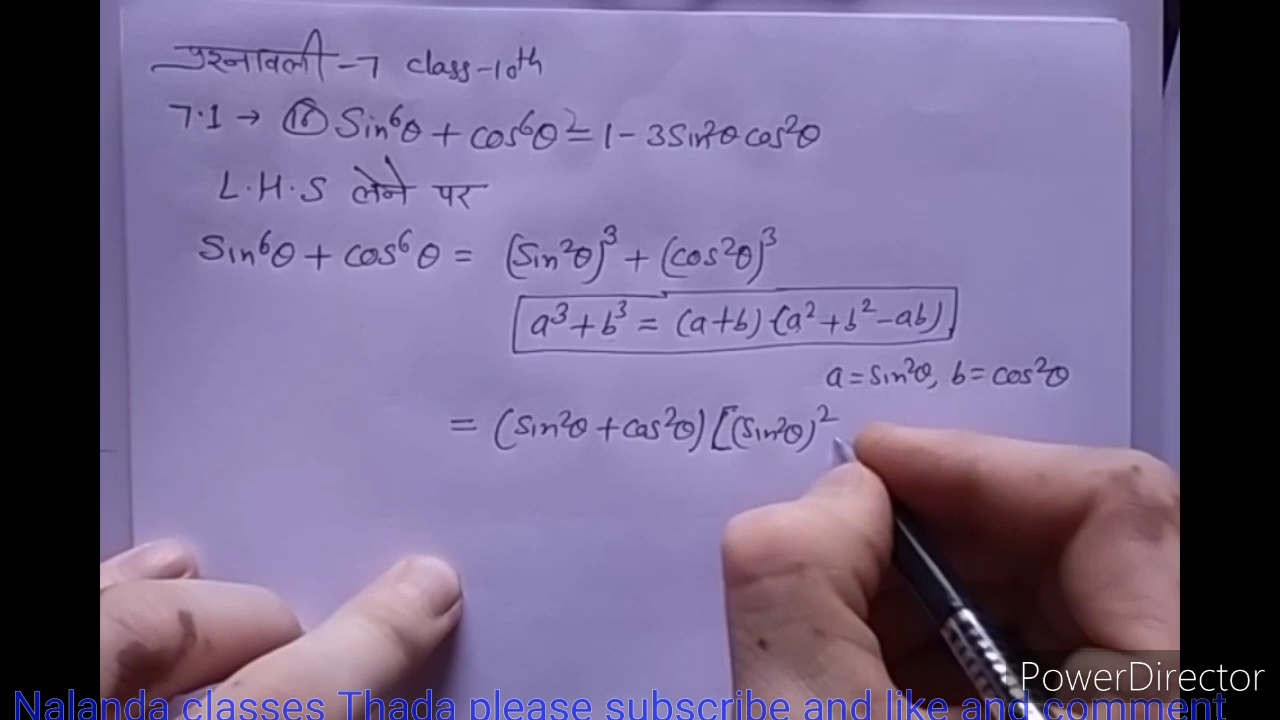 प्रश्नावली-7 class-10th
7.1 → (16) Sin⁶θ + cos⁶θ = 1 - 3Sin²θ cos²θ
L.H.S लेने पर
Sin⁶θ + cos⁶θ = (Sin²θ)³ + (cos²θ)³
a³ + b³ = (a+b) (a² + b² - ab)
a = Sin²θ, b = cos²θ
= (Sin²θ + cos²θ) [(Sin²θ)²
PowerDirector
Nalanda classes Thada please subscribe and like and comment